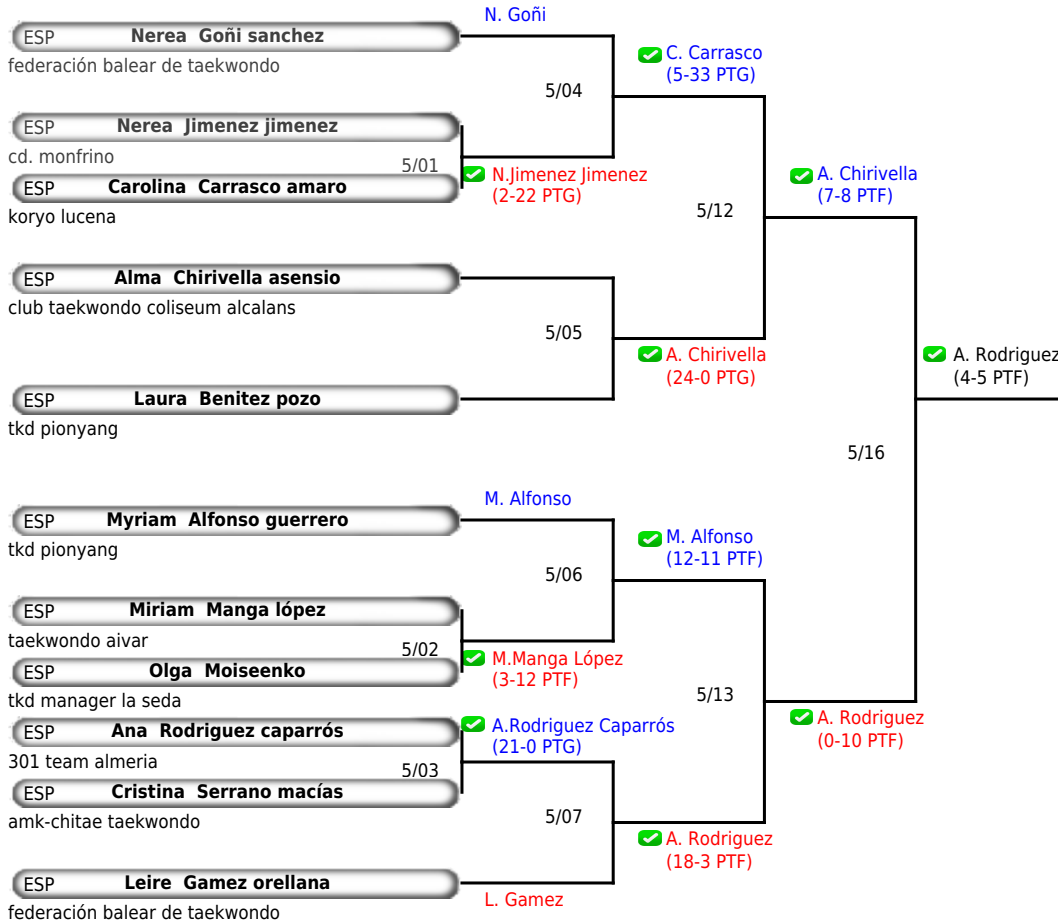 N. Goñi
ESP Nerea Goñi sanchez
federación balear de taekwondo
C. Carrasco
(5-33 PTG)
5/04
ESP Nerea Jimenez jimenez
cd. monfrino
5/01
N.Jimenez Jimenez
(2-22 PTG)
A. Chirivella
(7-8 PTF)
ESP Carolina Carrasco amaro
koryo lucena
5/12
ESP Alma Chirivella asensio
club taekwondo coliseum alcalans
5/05
A. Chirivella
(24-0 PTG)
A. Rodriguez
(4-5 PTF)
ESP Laura Benitez pozo
tkd pionyang
5/16
M. Alfonso
ESP Myriam Alfonso guerrero
tkd pionyang
M. Alfonso
(12-11 PTF)
5/06
ESP Miriam Manga lópez
taekwondo aivar
5/02
M.Manga López
(3-12 PTF)
ESP Olga Moiseenko
tkd manager la seda
5/13
A. Rodriguez
(0-10 PTF)
ESP Ana Rodriguez caparrós
301 team almeria
A.Rodriguez Caparrós
(21-0 PTG)
5/03
ESP Cristina Serrano macías
amk-chitae taekwondo
5/07
A. Rodriguez
(18-3 PTF)
ESP Leire Gamez orellana
federación balear de taekwondo
L. Gamez